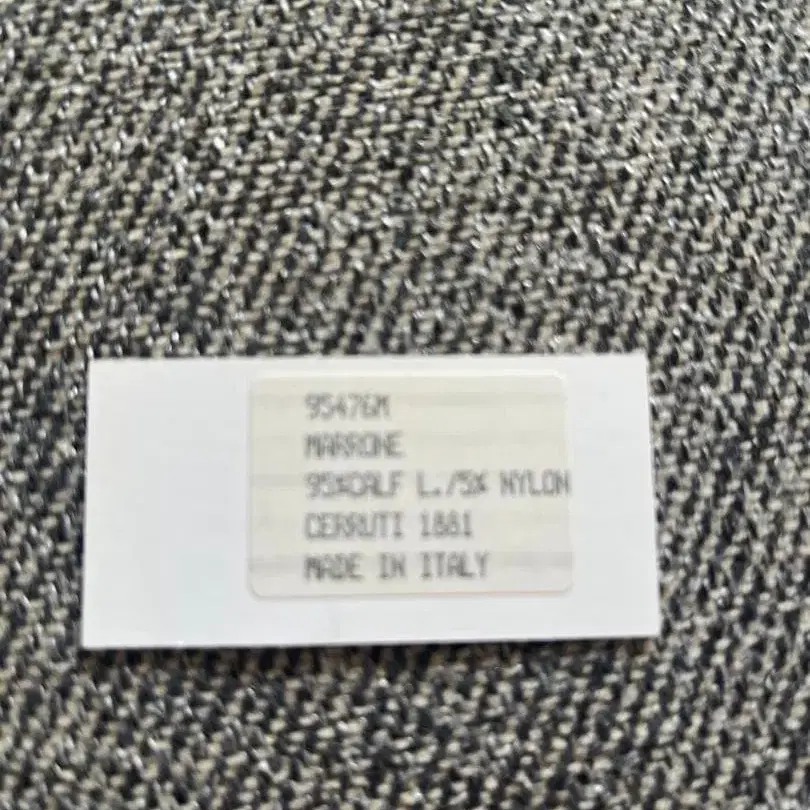 95476M
MARRONE
95%CALF L./5% NYLON
CERRUTI 1881
MADE IN ITALY